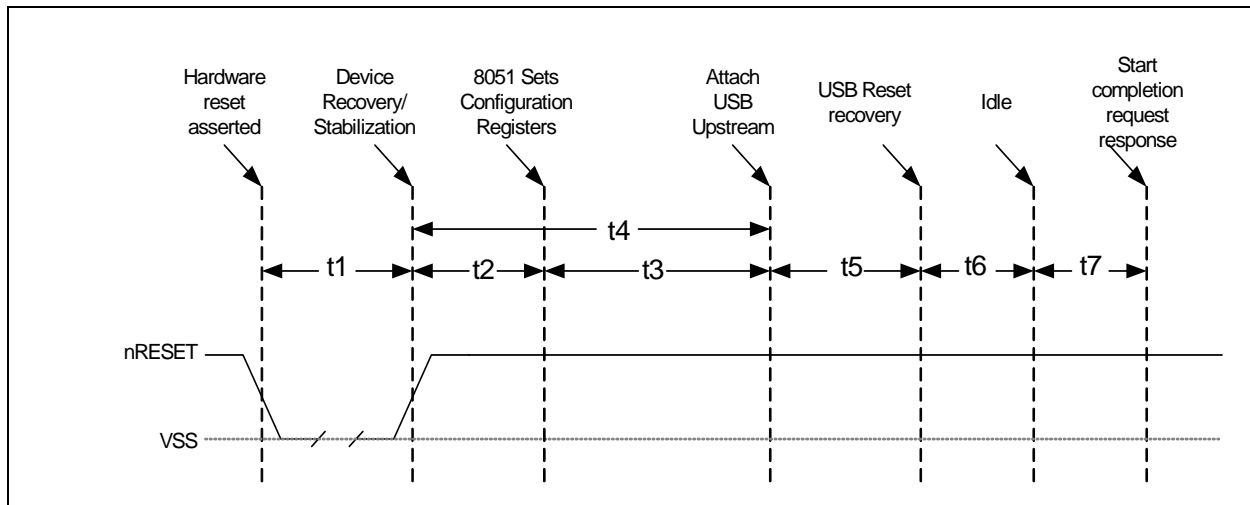 Hardware
reset
asserted
Device
Recovery/
Stabilization
8051 Sets
Configuration
Registers
Attach
USB
Upstream
USB Reset
recovery
Idle
Start
completion
request
response
t4
t1
t2
t3
t5
t6
t7
nRESET
VSS